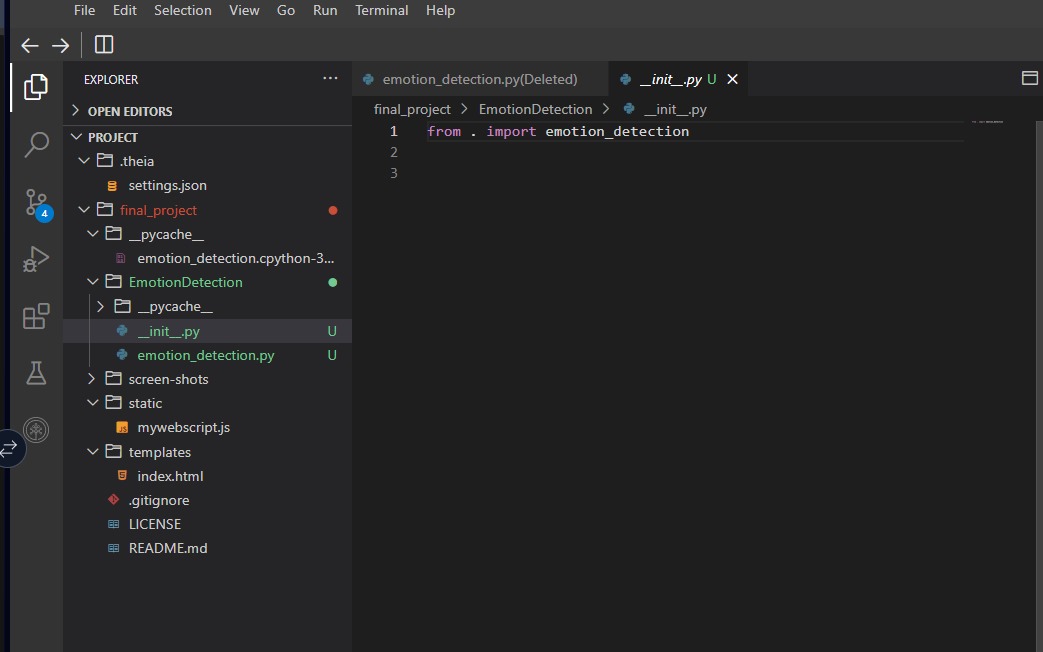 File Edit Selection View Go Run Terminal Help
EXPLORER ...
OPEN EDITORS
PROJECT
.theia
settings.json
final_project
__pycache__
emotion_detection.cpython-3...
EmotionDetection
__pycache__
__init__.py U
emotion_detection.py U
screen-shots
static
mywebscript.js
templates
index.html
.gitignore
LICENSE
README.md
4
emotion_detection.py(Deleted) __init__.py U
final_project > EmotionDetection > __init__.py
1 from . import emotion_detection
2
3